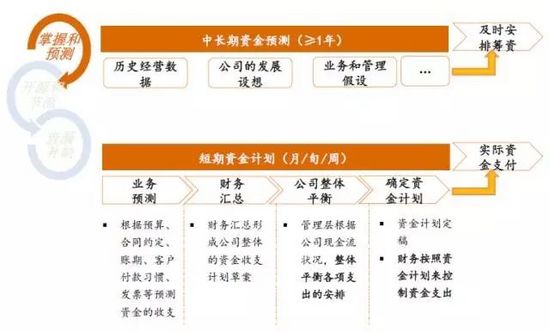 掌握和
预测
开源和
节流
查漏
补缺
中长期资金预测（≥1年）
及时安
排筹资
历史经营数
据
公司的发展
设想
业务和管理
假设
...
短期资金计划（月/旬/周）
实际资
金支付
业务
预测
财务
汇总
公司整体
平衡
确定资
金计划
▪ 根据预算、
合同约定、
账期、客户
付款习惯、
发票等预测
资金的收支
▪ 财务汇总形
成公司整体
的资金收支
计划草案
▪ 管理层根据
公司现金流
状况，整体
平衡各项支
出的安排
▪ 资金计划定
稿
▪ 财务按照资
金计划来控
制资金支出